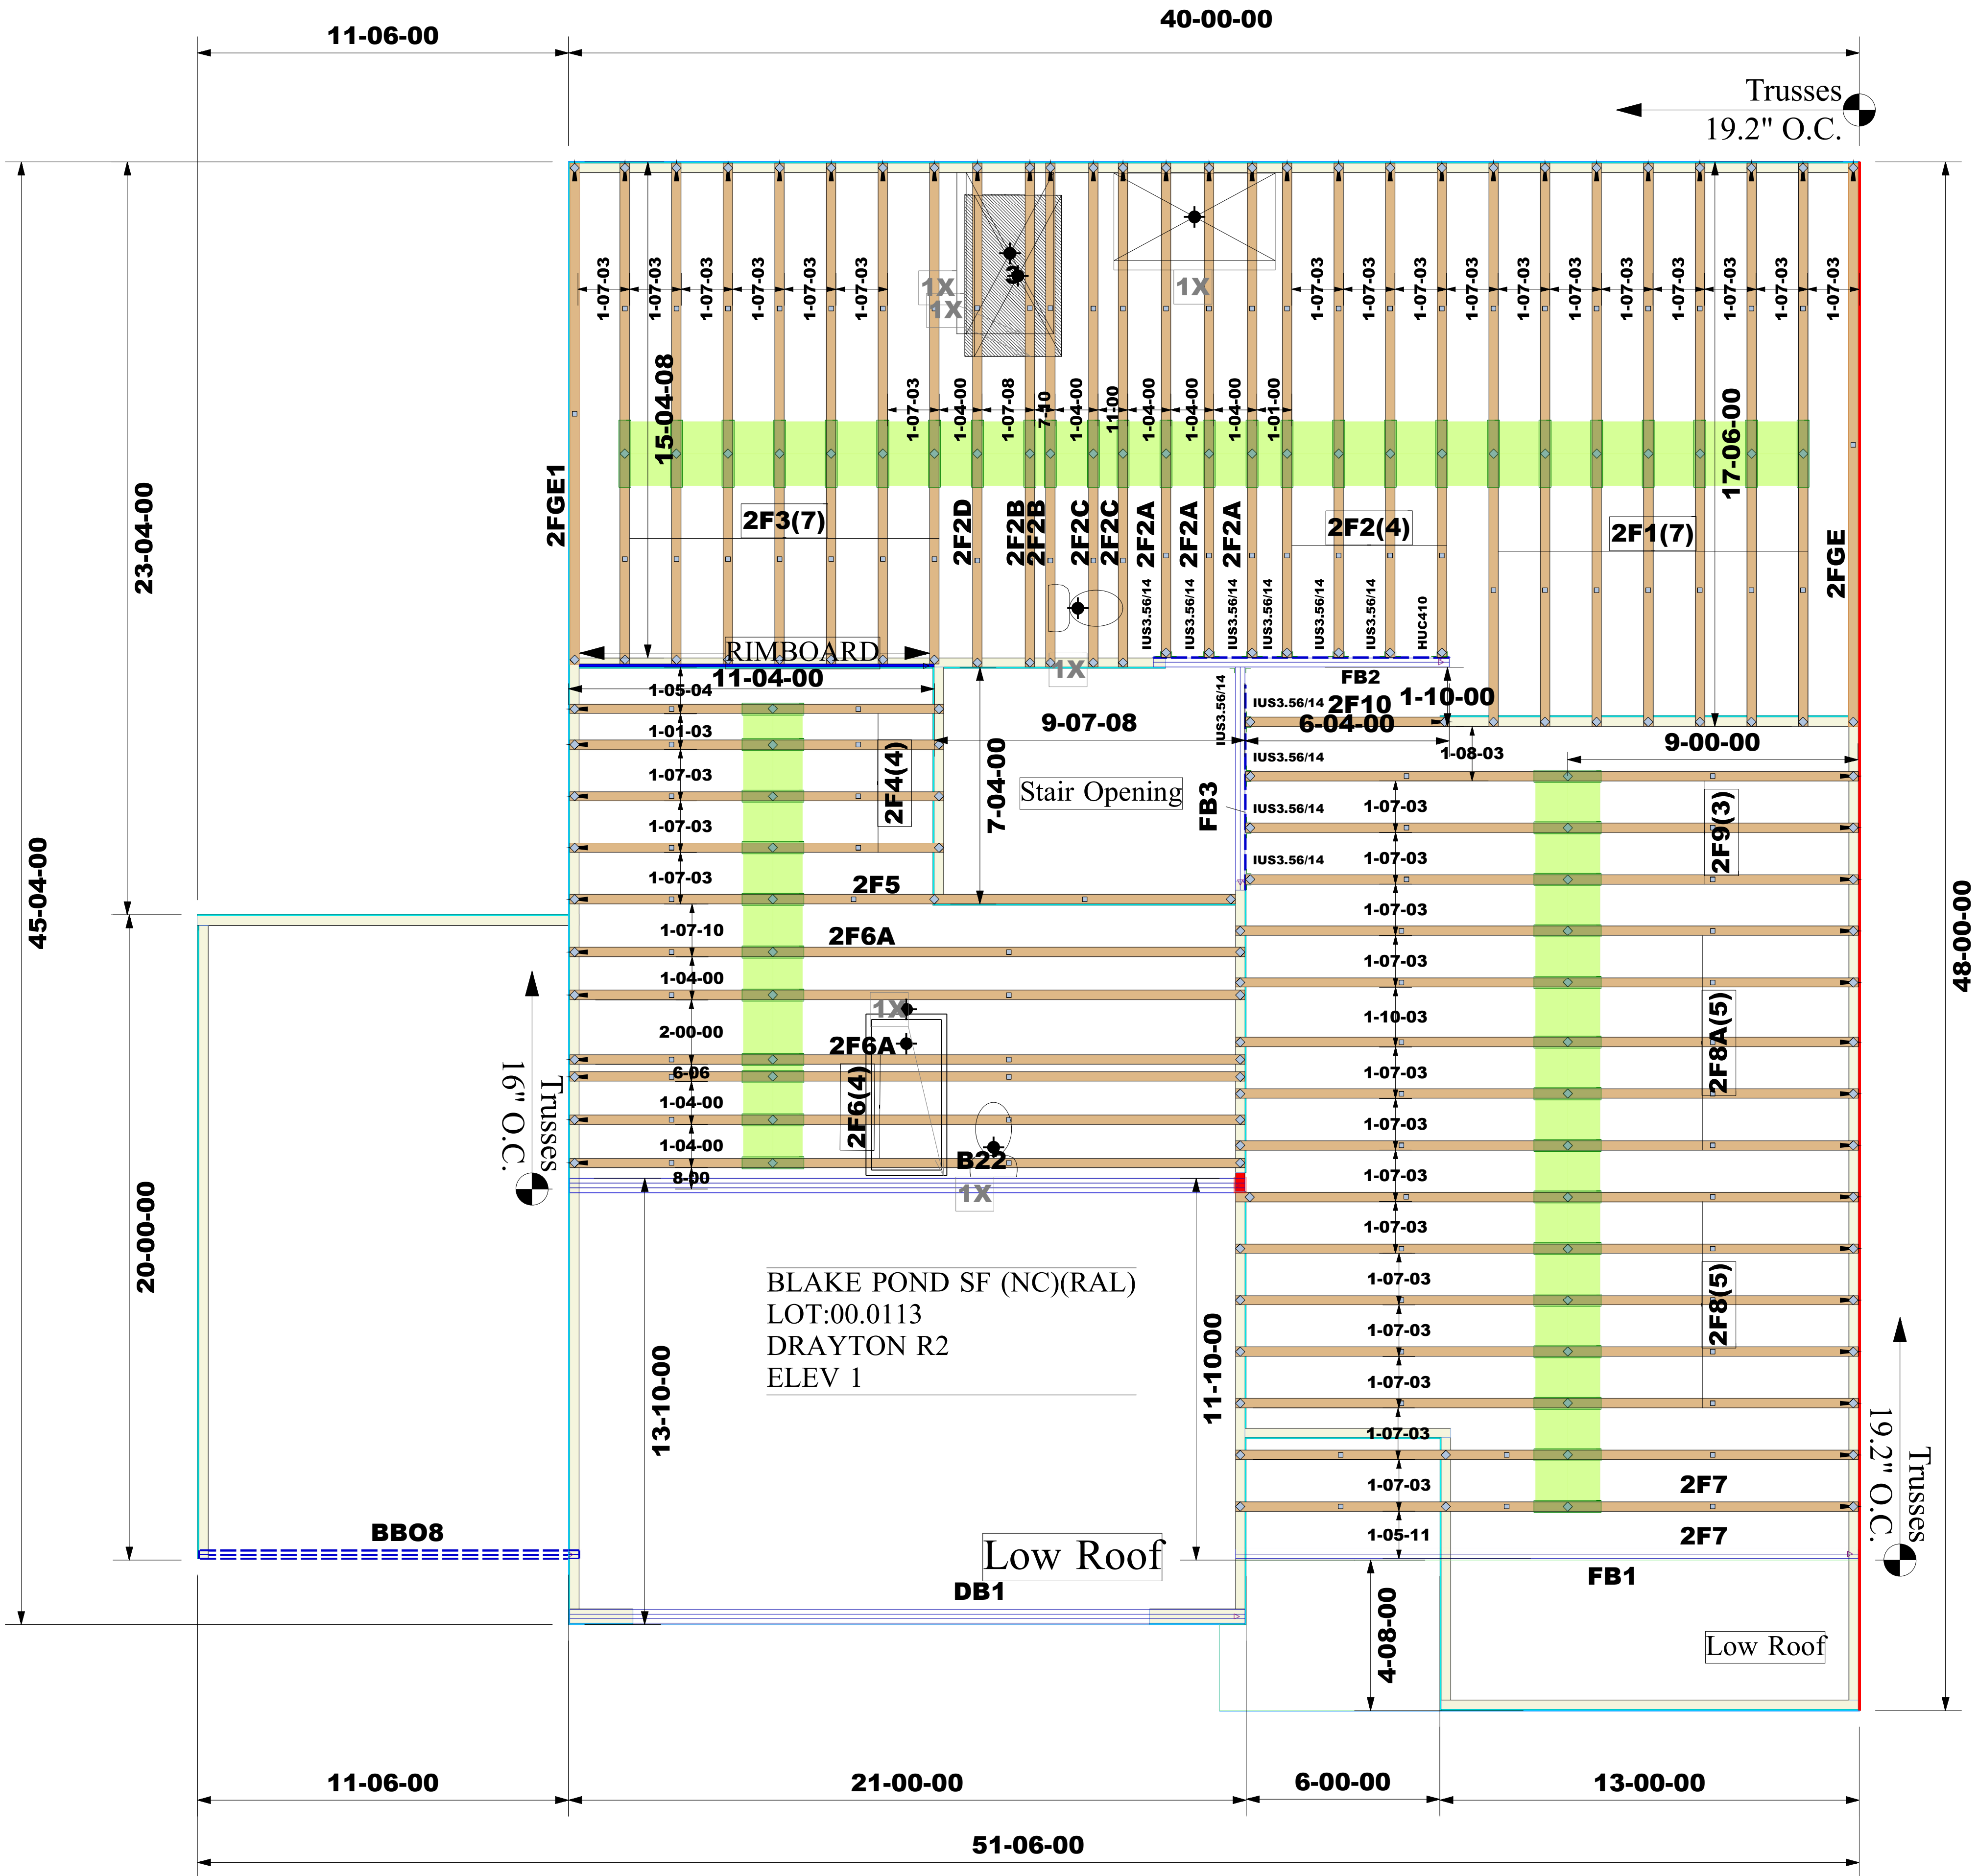 40-00-00
11-06-00
Trusses
19.2" O.C.
1-07-03
1-07-03
1-07-03
1-07-03
1-07-03
1-07-03
1X
1X
1X
1-07-03
1-07-03
1-07-03
1-07-03
1-07-03
1-07-03
1-07-03
1-07-03
1-07-03
1-07-03
1-07-03
15-04-08
1-07-03
1-04-00
1-07-08
7-10
1-04-00
11-00
1-04-00
1-04-00
1-04-00
1-01-00
17-06-00
23-04-00
2FGE1
2F3(7)
2F2D
2F2B
2F2B
2F2C
2F2C
2F2A
2F2A
2F2A
2F2(4)
2F1(7)
2FGE
IUS3.56/14
IUS3.56/14
IUS3.56/14
IUS3.56/14
IUS3.56/14
IUS3.56/14
HUC410
RIMBOARD
11-04-00
1X
FB2
1-05-04
1-01-03
1-07-03
1-07-03
1-07-03
2F4(4)
9-07-08
7-04-00
Stair Opening
IUS3.56/14
IUS3.56/14
2F10
1-10-00
6-04-00
1-08-03
9-00-00
IUS3.56/14
FB3
IUS3.56/14
IUS3.56/14
1-07-03
1-07-03
2F9(3)
45-04-00
48-00-00
2F5
1-07-10
2F6A
1-04-00
2-00-00
1X
2F6A
6-06
2F6(4)
1-04-00
1-04-00
8-00
B22
1X
1-07-03
1-07-03
1-10-03
1-07-03
1-07-03
1-07-03
1-07-03
2F8A(5)
Trusses
16" O.C.
20-00-00
BLAKE POND SF (NC)(RAL)
LOT:00.0113
DRAYTON R2
ELEV 1
13-10-00
11-10-00
1-07-03
1-07-03
1-07-03
1-07-03
1-07-03
1-05-11
2F8(5)
Trusses
19.2" O.C.
2F7
2F7
BBO8
Low Roof
DB1
FB1
4-08-00
Low Roof
11-06-00
21-00-00
6-00-00
13-00-00
51-06-00